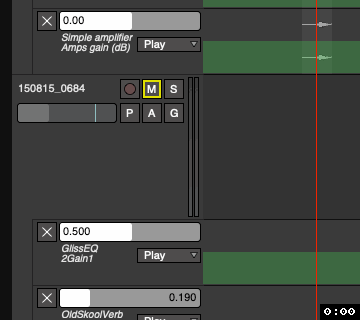 0.00
Simple amplifier
Amps gain (dB)
Play
150815_0684
M
S
P
A
G
0.500
GlissEQ
2Gain1
Play
0.190
OldSkoolVerb
0:00